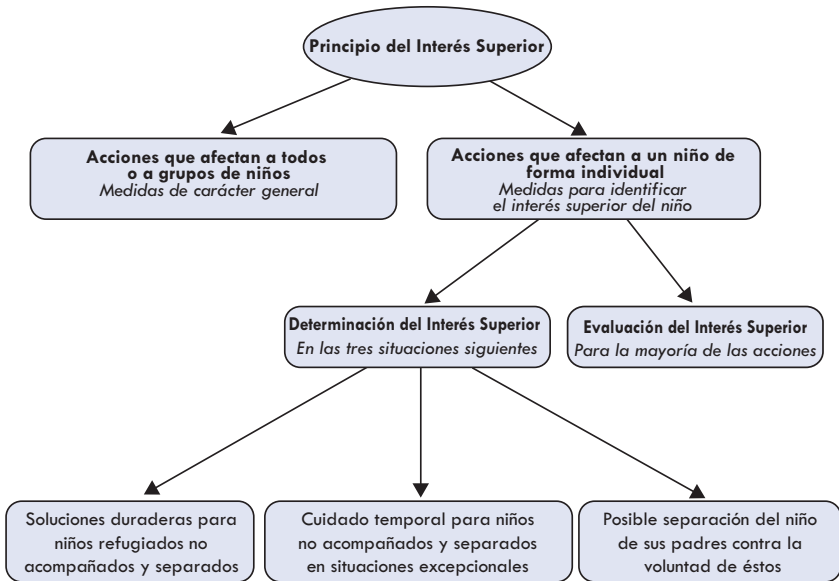 Principio del Interés Superior
Acciones que afectan a todos
o a grupos de niños
Medidas de carácter general
Acciones que afectan a un niño de
forma individual
Medidas para identificar
el interés superior del niño
Determinación del Interés Superior
En las tres situaciones siguientes
Evaluación del Interés Superior
Para la mayoría de las acciones
Soluciones duraderas para
niños refugiados no
acompañados y separados
Cuidado temporal para niños
no acompañados y separados
en situaciones excepcionales
Posible separación del niño
de sus padres contra la
voluntad de éstos